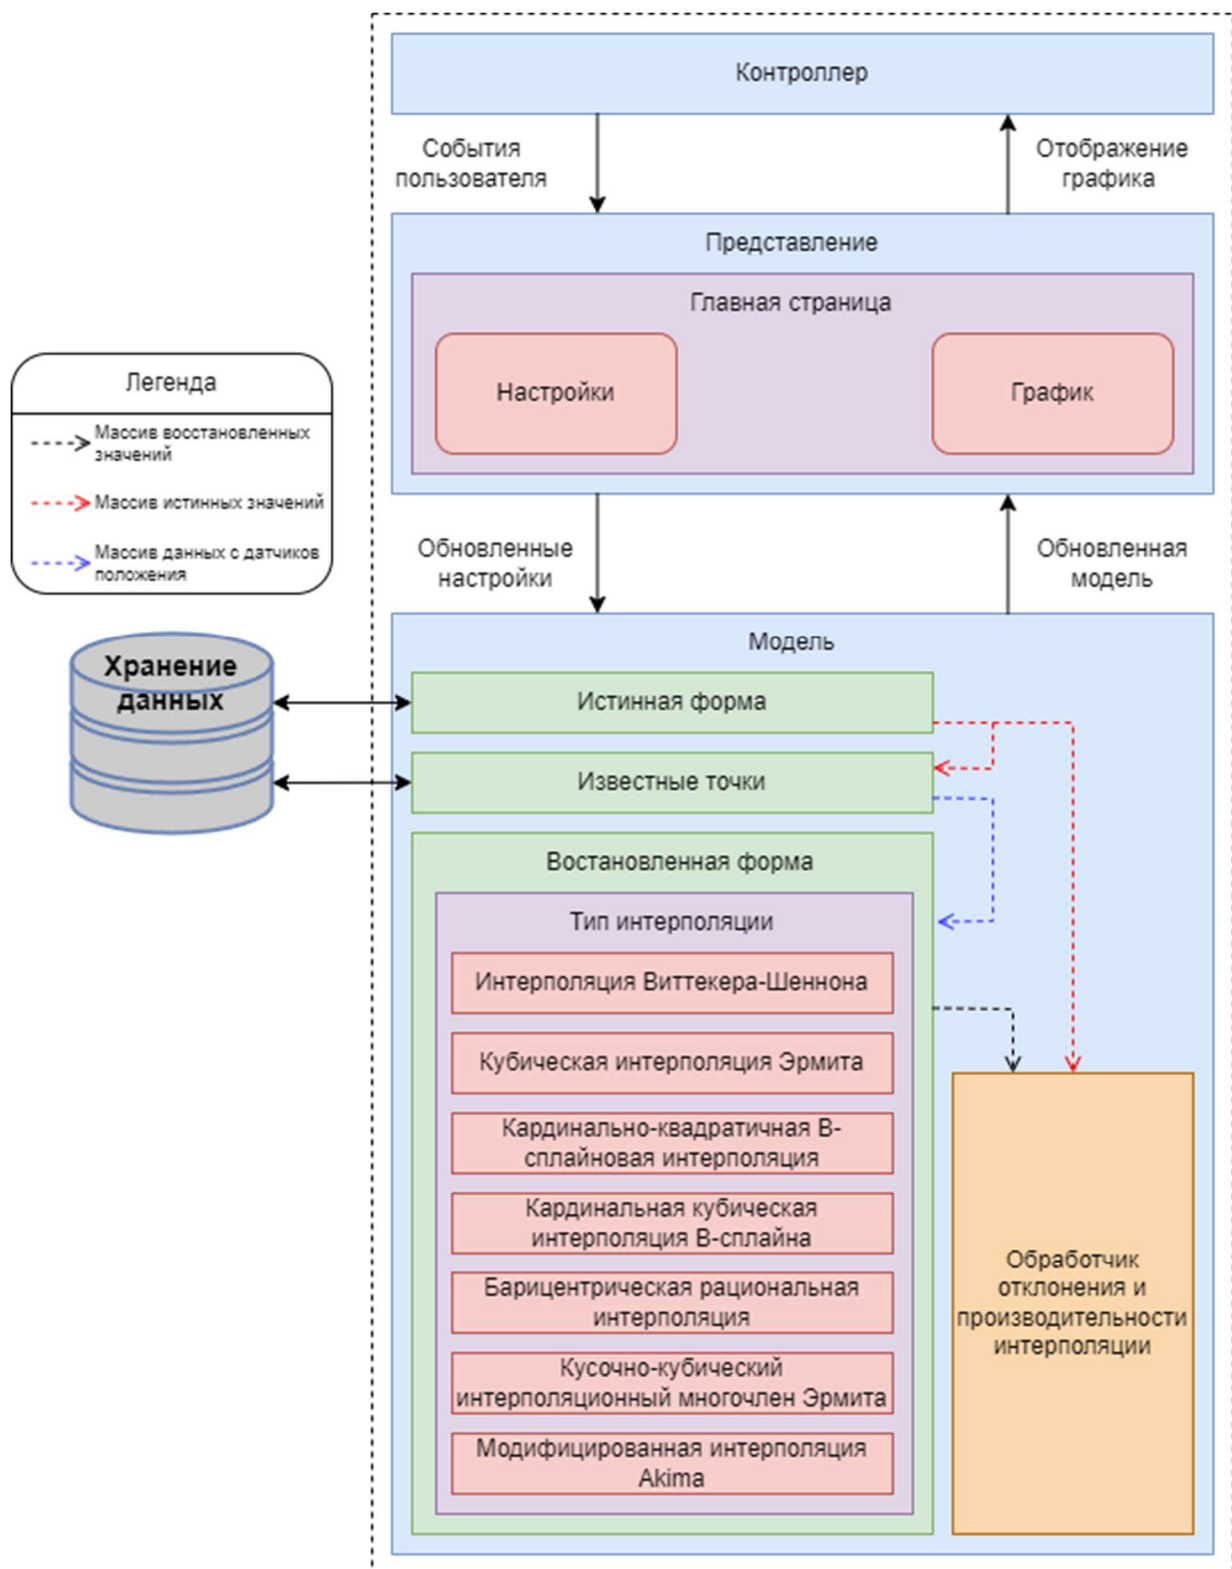 Контроллер
События
пользователя
Отображение
графика
Представление
Главная страница
Настройки
График
Легенда
Массив восстановленных
значений
Массив истинных значений
Массив данных с датчиков
положения
Обновленные
настройки
Обновленная
модель
Модель
Хранение
данных
Истинная форма
Известные точки
Востановленная форма
Тип интерполяции
Интерполяция Виттекера-Шеннона
Кубическая интерполяция Эрмита
Кардинально-квадратичная В-
сплайновая интерполяция
Кардинальная кубическая
интерполяция В-сплайна
Барицентрическая рациональная
интерполяция
Кусочно-кубический
интерполяционный многочлен Эрмита
Модифицированная интерполяция
Akima
Обработчик
отклонения и
производительности
интерполяции